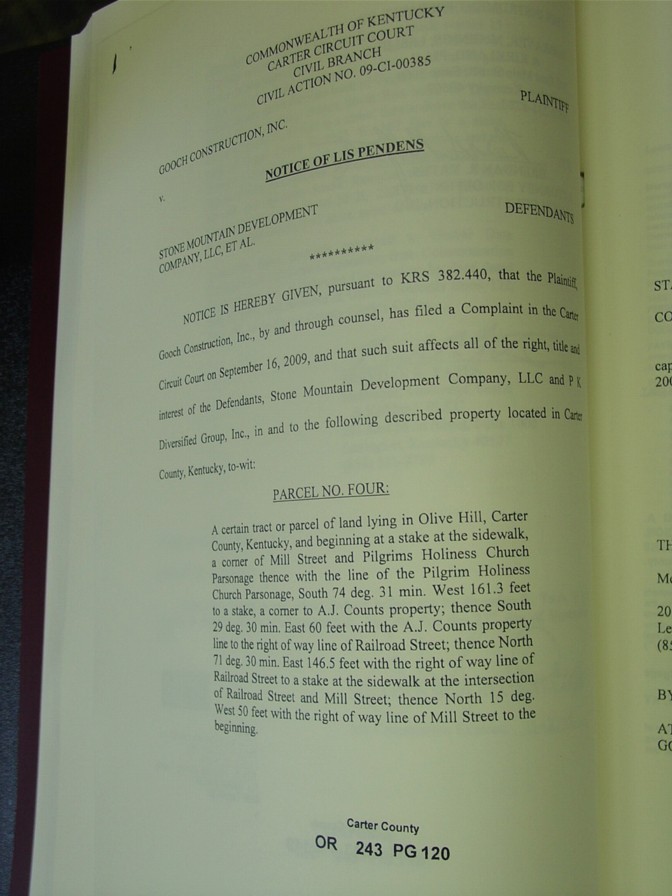 COMMONWEALTH OF KENTUCKY
CARTER CIRCUIT COURT
CIVIL BRANCH
CIVIL ACTION NO. 09-CI-00385
PLAINTIFF
GOOCH CONSTRUCTION, INC.
NOTICE OF LIS PENDENS
v.
DEFENDANTS
STONE MOUNTAIN DEVELOPMENT
COMPANY, LLC, ET AL.
**********
NOTICE IS HEREBY GIVEN, pursuant to KRS 382.440, that the Plaintiff,
Gooch Construction, Inc., by and through counsel, has filed a Complaint in the Carter
Circuit Court on September 16, 2009, and that such suit affects all of the right, title and
interest of the Defendants, Stone Mountain Development Company, LLC and P K
Diversified Group, Inc., in and to the following described property located in Carter
County, Kentucky, to-wit:
PARCEL NO. FOUR:
A certain tract or parcel of land lying in Olive Hill, Carter
County, Kentucky, and beginning at a stake at the sidewalk,
a corner of Mill Street and Pilgrims Holiness Church
Parsonage thence with the line of the Pilgrim Holiness
Church Parsonage, South 74 deg. 31 min. West 161.3 feet
to a stake, a corner to A.J. Counts property; thence South
29 deg. 30 min. East 60 feet with the A.J. Counts property
line to the right of way line of Railroad Street; thence North
71 deg. 30 min. East 146.5 feet with the right of way line of
Railroad Street to a stake at the sidewalk at the intersection
of Railroad Street and Mill Street; thence North 15 deg.
West 50 feet with the right of way line of Mill Street to the
beginning.
Carter County
OR 243 PG 120
ST
CO
cap
200
TH
20
Le
(8
BY
AT
GO